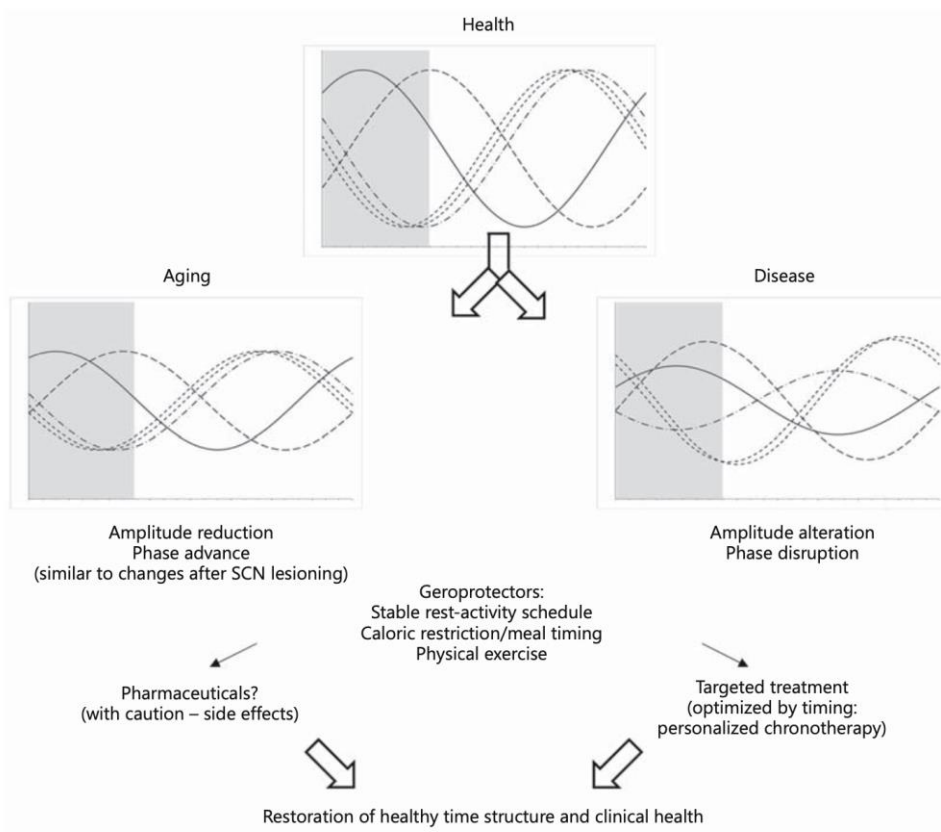 Health
Aging
Disease
Amplitude reduction
Phase advance
(similar to changes after SCN lesioning)
Amplitude alteration
Phase disruption
Geroprotectors:
Stable rest-activity schedule
Caloric restriction/meal timing
Physical exercise
Pharmaceuticals?
(with caution – side effects)
Targeted treatment
(optimized by timing:
personalized chronotherapy)
Restoration of healthy time structure and clinical health